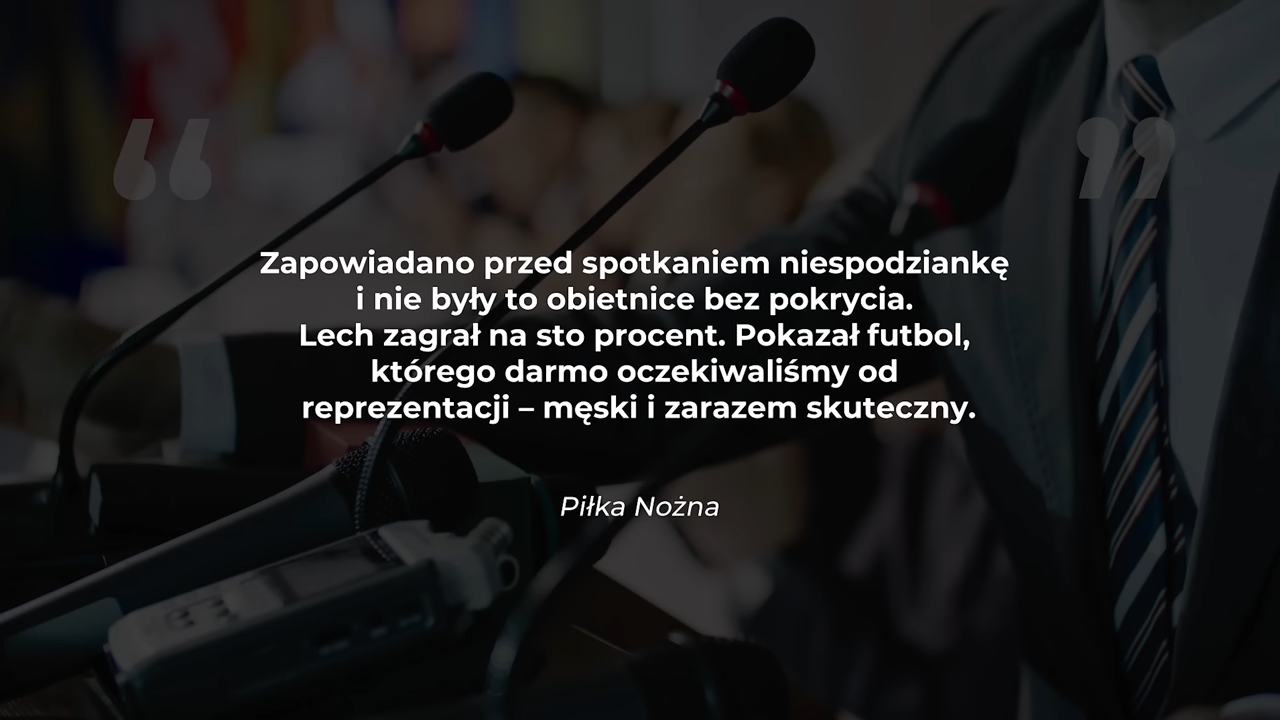 Zapowiadano przed spotkaniem niespodziankę
i nie były to obietnice bez pokrycia.
Lech zagrał na sto procent. Pokazał futbol,
którego darmo oczekiwaliśmy od
reprezentacji – męski i zarazem skuteczny.
Piłka Nożna